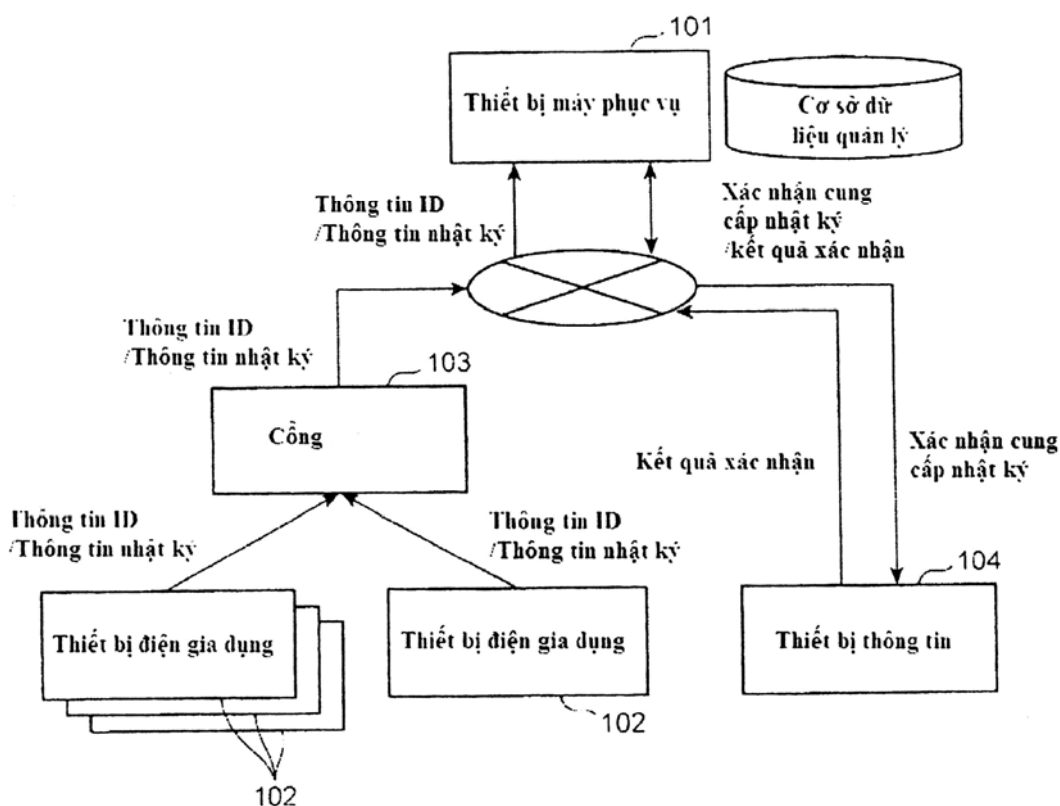 101
Thiết bị máy phục vụ
Cơ sở dữ
liệu quản lý
Thông tin ID
/Thông tin nhật ký
Xác nhận cung
cấp nhật ký
/kết quả xác nhận
Thông tin ID
/Thông tin nhật ký
103
Cổng
Kết quả xác nhận
Xác nhận cung
cấp nhật ký
Thông tin ID
/Thông tin nhật ký
Thông tin ID
/Thông tin nhật ký
104
Thiết bị điện gia dụng
Thiết bị điện gia dụng
Thiết bị thông tin
102
102